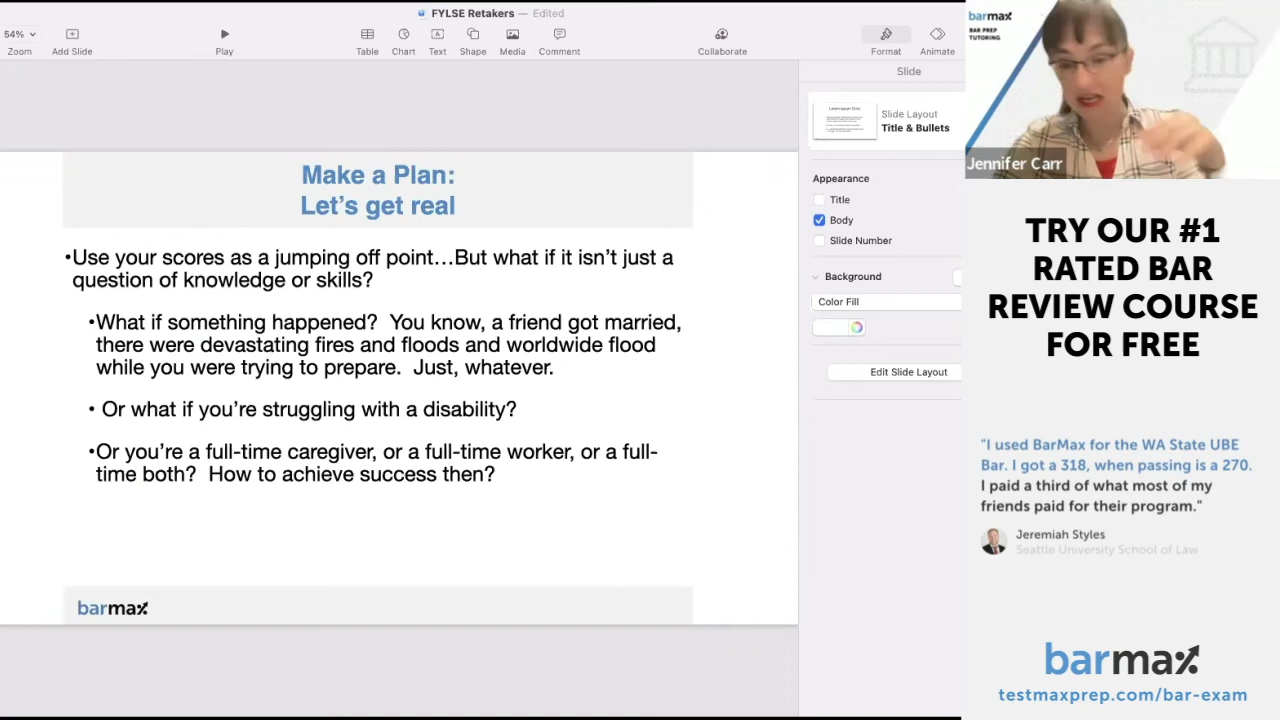 FYLSE Retakers – Edited
54%
Zoom
Add Slide
Play
Table
Chart
Text
Shape
Media
Comment
Collaborate
Format
Animate
Make a Plan:
Let's get real
•Use your scores as a jumping off point...But what if it isn't just a
question of knowledge or skills?
•What if something happened? You know, a friend got married,
there were devastating fires and floods and worldwide flood
while you were trying to prepare. Just, whatever.
• Or what if you're struggling with a disability?
•Or you're a full-time caregiver, or a full-time worker, or a full-
time both? How to achieve success then?
barmax
Slide
Slide Layout
Title & Bullets
Appearance
Title
Body
Slide Number
Background
Color Fill
Edit Slide Layout
barmax
BAR PREP
TUTORING
Jennifer Carr
TRY OUR #1
RATED BAR
REVIEW COURSE
FOR FREE
"I used BarMax for the WA State UBE
Bar. I got a 318, when passing is a 270.
I paid a third of what most of my
friends paid for their program."
Jeremiah Styles
Seattle University School of Law
barmax
testmaxprep.com/bar-exam